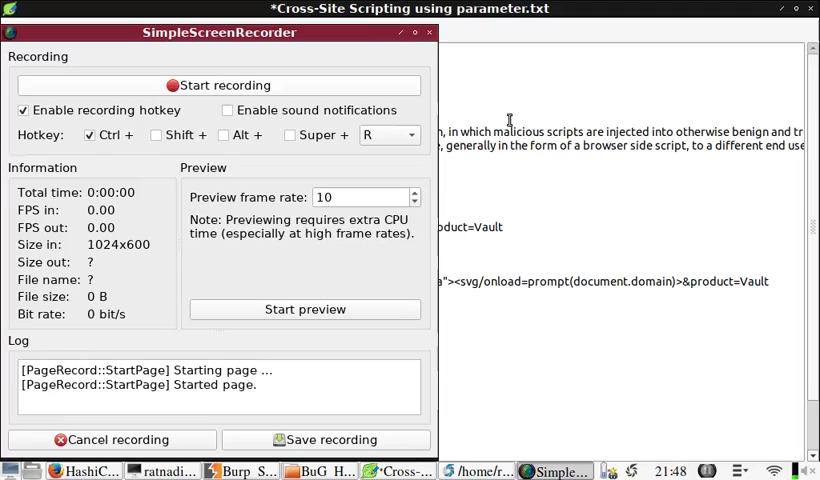 *Cross-Site Scripting using parameter.txt
SimpleScreenRecorder
Recording
Start recording
Enable recording hotkey
Enable sound notifications
Hotkey: Ctrl + Shift + Alt + Super + R
n, in which malicious scripts are injected into otherwise benign and tr
e, generally in the form of a browser side script, to a different end use
Information
Total time: 0:00:00
FPS in: 0.00
FPS out: 0.00
Size in: 1024x600
Size out: ?
File name: ?
File size: 0 B
Bit rate: 0 bit/s
Preview
Preview frame rate: 10
Note: Previewing requires extra CPU
time (especially at high frame rates).
Start preview
oduct=Vault
a"><svg/onload=prompt(document.domain)>&product=Vault
Log
[PageRecord::StartPage] Starting page ...
[PageRecord::StartPage] Started page.
Cancel recording
Save recording
HashiC... ratnadi... Burp S... BuG H... *Cross-... /home/r... Simple... 21:48